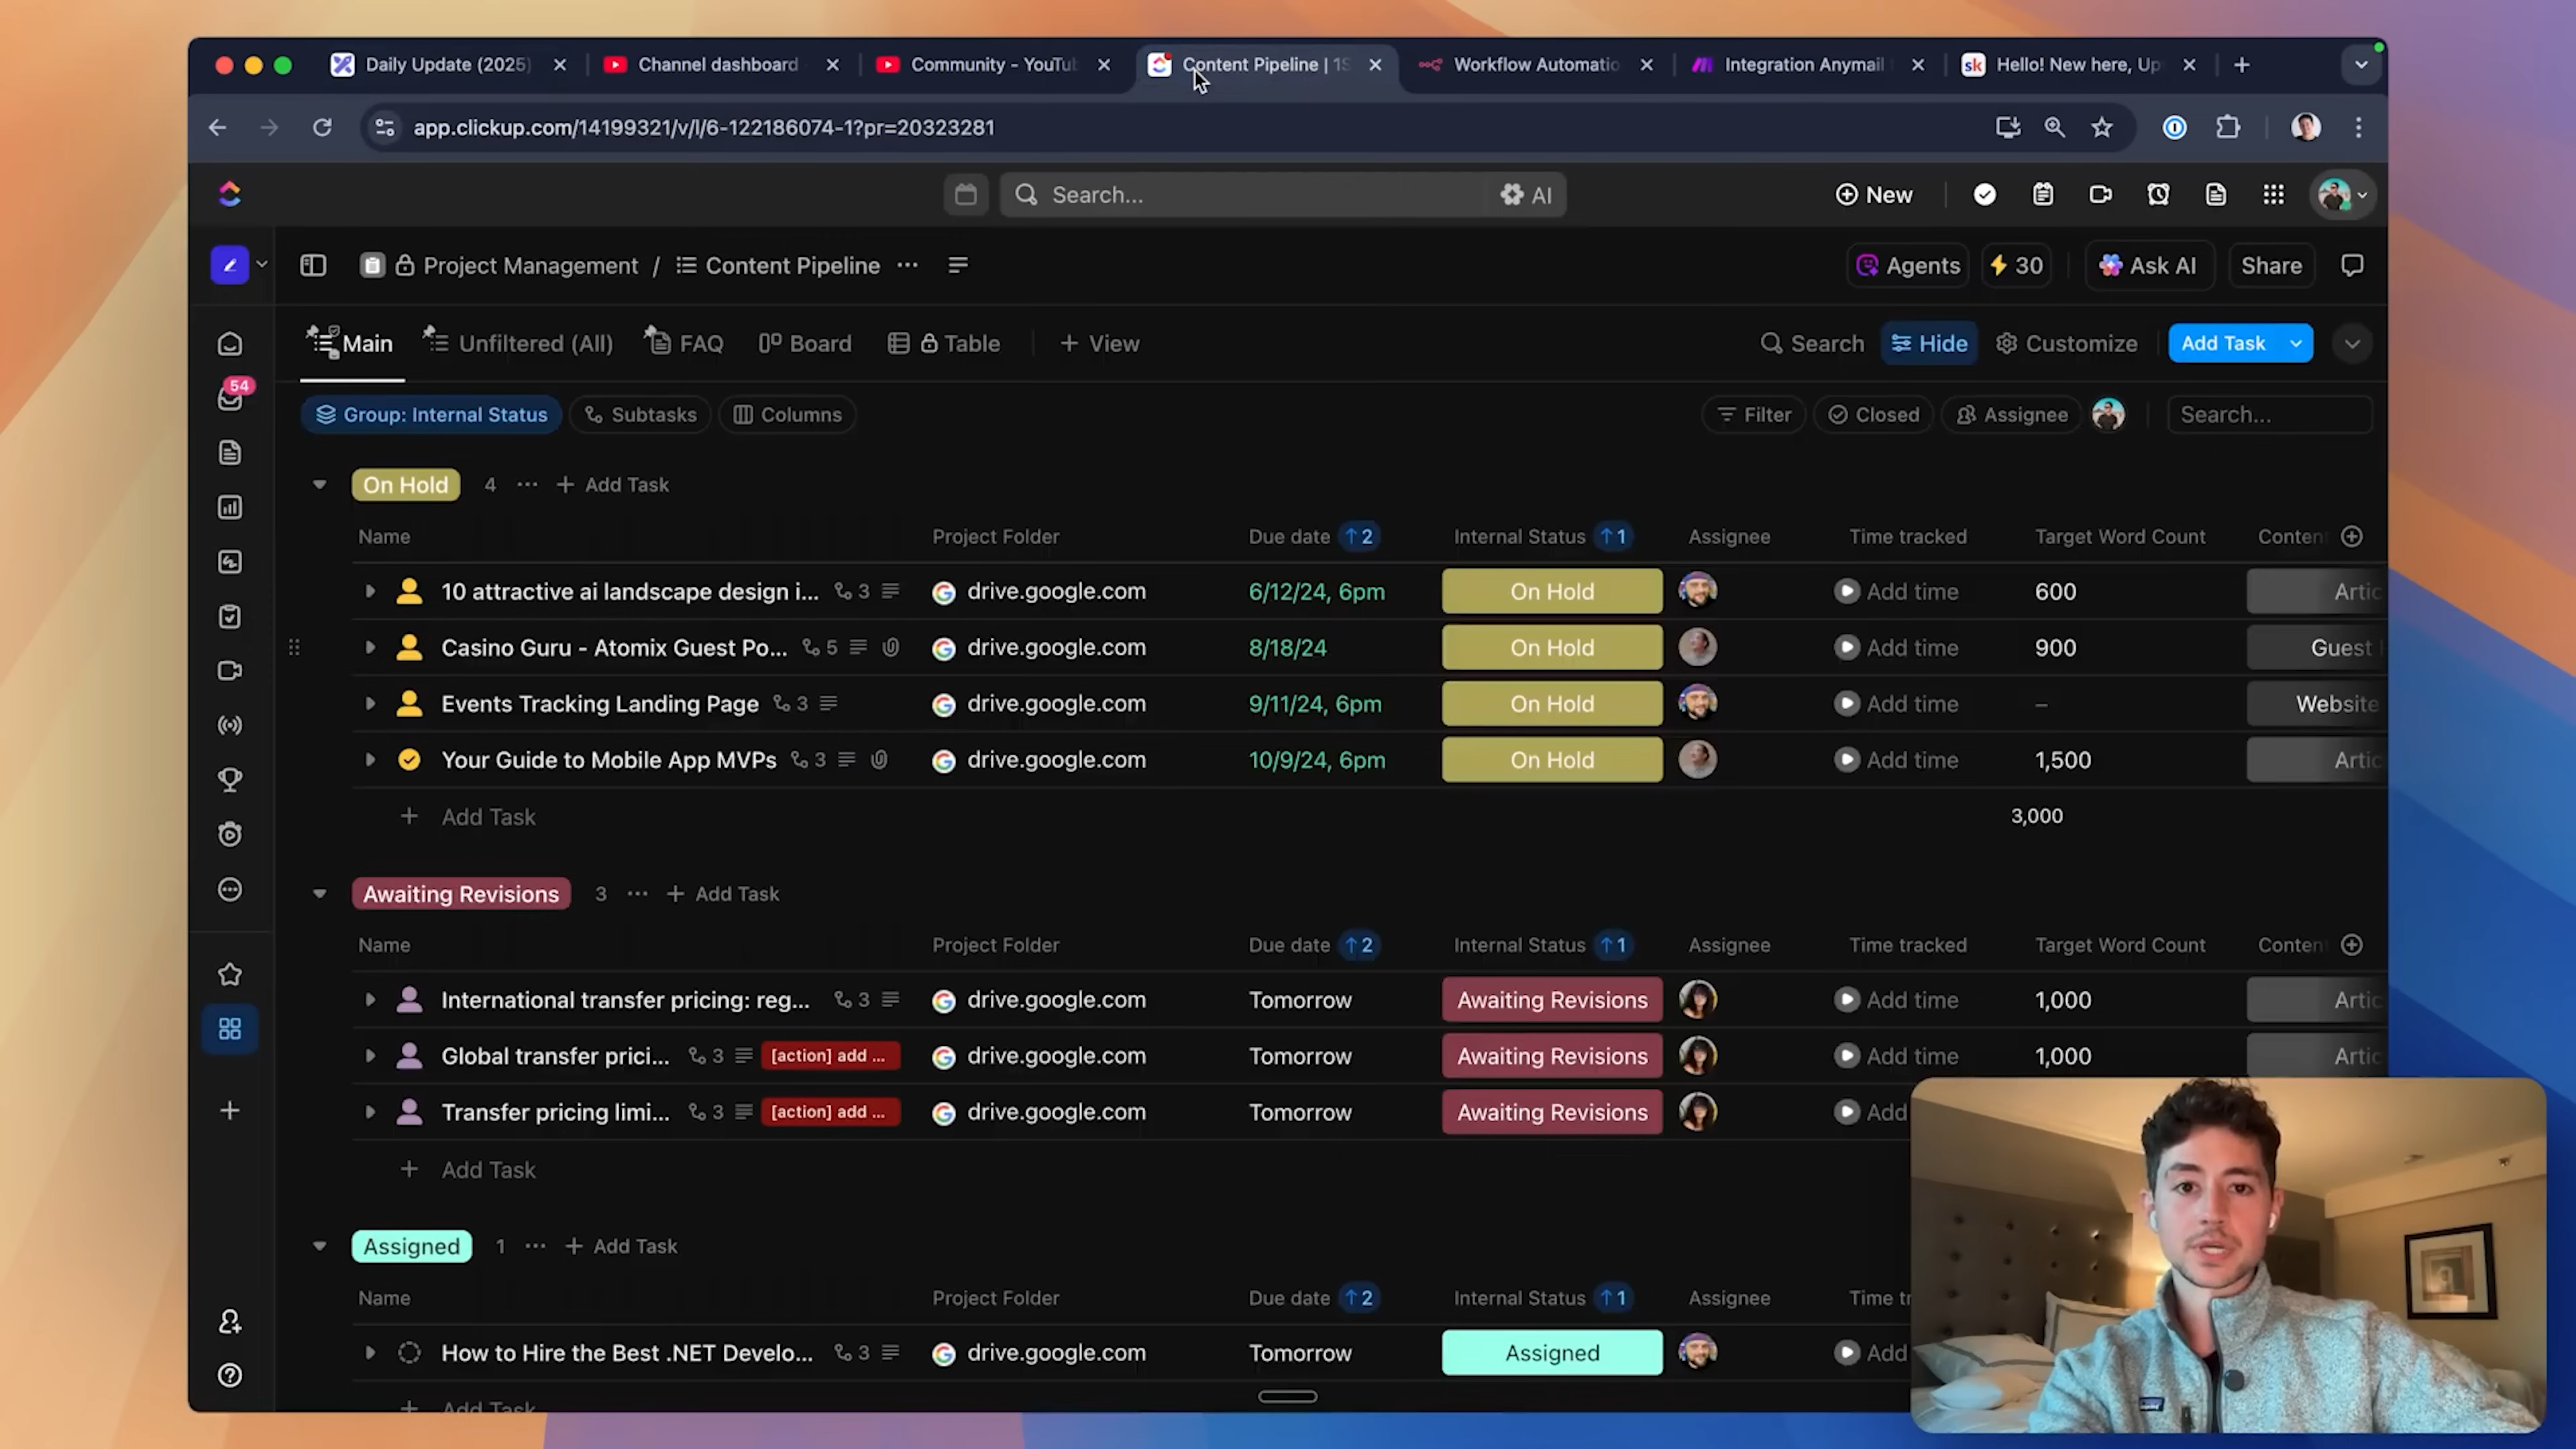 Daily Update (2025)
Channel dashboard
Community - YouTub
Content Pipeline | 1S
Workflow Automatio
Integration Anymail
sk Hello! New here, Up
app.clickup.com/14199321/v/l/6-122186074-1?pr=20323281
Search...
AI
New
Project Management / Content Pipeline
Agents
30
Ask AI
Share
Main
Unfiltered (All)
FAQ
Board
Table
+ View
Search
Hide
Customize
Add Task
54
Group: Internal Status
Subtasks
Columns
Filter
Closed
Assignee
Search...
On Hold 4 ... + Add Task
Name Project Folder Due date ↑2 Internal Status ↑1 Assignee Time tracked Target Word Count Conten
10 attractive ai landscape design i... 3 drive.google.com 6/12/24, 6pm On Hold Add time 600 Artic
Casino Guru - Atomix Guest Po... 5 drive.google.com 8/18/24 On Hold Add time 900 Guest
Events Tracking Landing Page 3 drive.google.com 9/11/24, 6pm On Hold Add time – Website
Your Guide to Mobile App MVPs 3 drive.google.com 10/9/24, 6pm On Hold Add time 1,500 Artic
+ Add Task 3,000
Awaiting Revisions 3 ... + Add Task
Name Project Folder Due date ↑2 Internal Status ↑1 Assignee Time tracked Target Word Count Conten
International transfer pricing: reg... 3 drive.google.com Tomorrow Awaiting Revisions Add time 1,000 Artic
Global transfer prici... 3 [action] add ... drive.google.com Tomorrow Awaiting Revisions Add time 1,000 Artic
Transfer pricing limi... 3 [action] add ... drive.google.com Tomorrow Awaiting Revisions Add
+ Add Task
Assigned 1 ... + Add Task
Name Project Folder Due date ↑2 Internal Status ↑1 Assignee Time tr
How to Hire the Best .NET Develo... 3 drive.google.com Tomorrow Assigned Add
+ Add Task